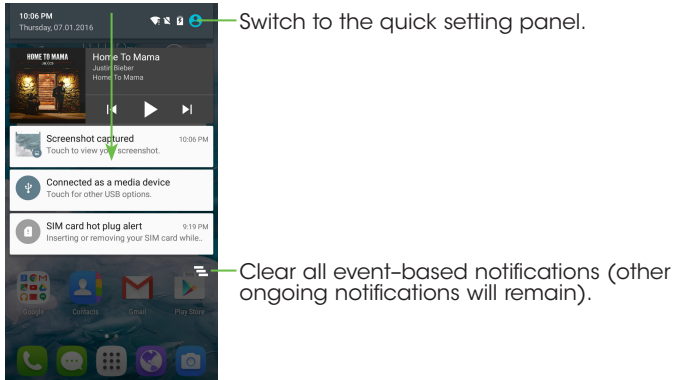 10:06 PM
Thursday, 07.01.2016
Switch to the quick setting panel.
HOME TO MAMA
Home To Mama
Justin Bieber
Home To Mama
Screenshot captured 10:06 PM
Touch to view your screenshot.
Connected as a media device
Touch for other USB options.
SIM card hot plug alert 9:19 PM
Inserting or removing your SIM card while..
Clear all event-based notifications (other
ongoing notifications will remain).
Google Contacts Gmail Play Store